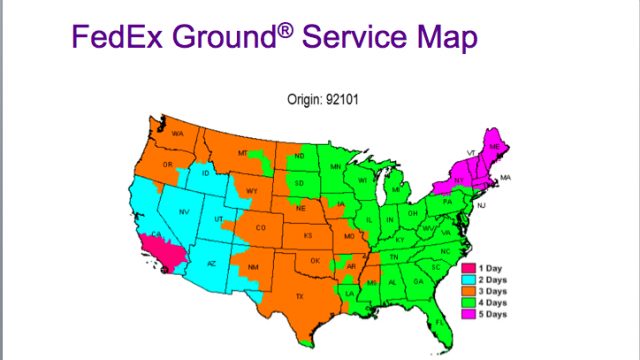 FedEx Ground® Service Map
Origin: 92101
WA
MT
ND
MN
VT
ME
OR
ID
SD
WI
MI
NY
MA
WY
NE
IA
PA
NJ
NV
UT
IL
IN
OH
CA
CO
KS
MO
WV
VA
KY
AZ
NM
OK
AR
TN
NC
SC
TX
LA
MS
AL
GA
FL
1 Day
2 Days
3 Days
4 Days
5 Days